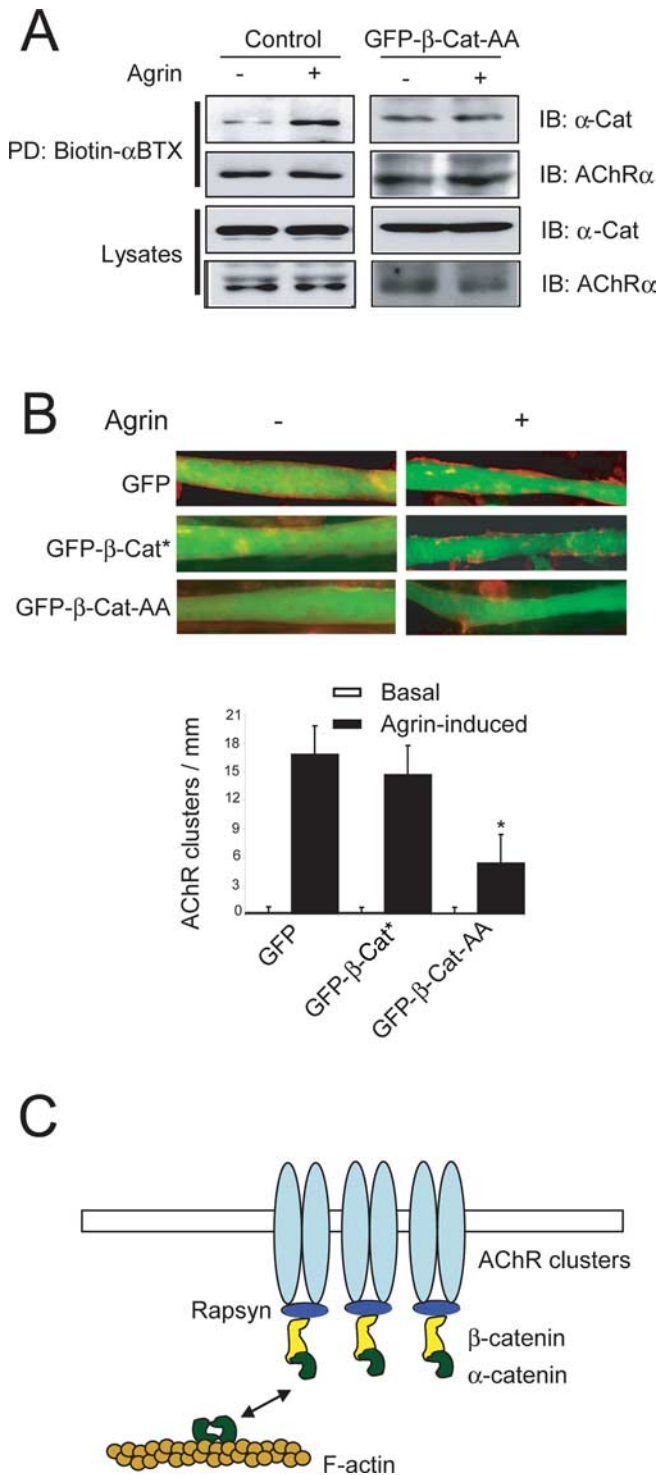 A
Control GFP-β-Cat-AA
Agrin - + - +
PD: Biotin-αBTX
IB: α-Cat
IB: AChRα
Lysates
IB: α-Cat
IB: AChRα
B
Agrin - +
GFP
GFP-β-Cat*
GFP-β-Cat-AA
Basal
Agrin-induced
AChR clusters / mm
21
18
15
12
9
6
3
0
*
GFP
GFP-β-Cat*
GFP-β-Cat-AA
C
AChR clusters
Rapsyn
β-catenin
α-catenin
F-actin